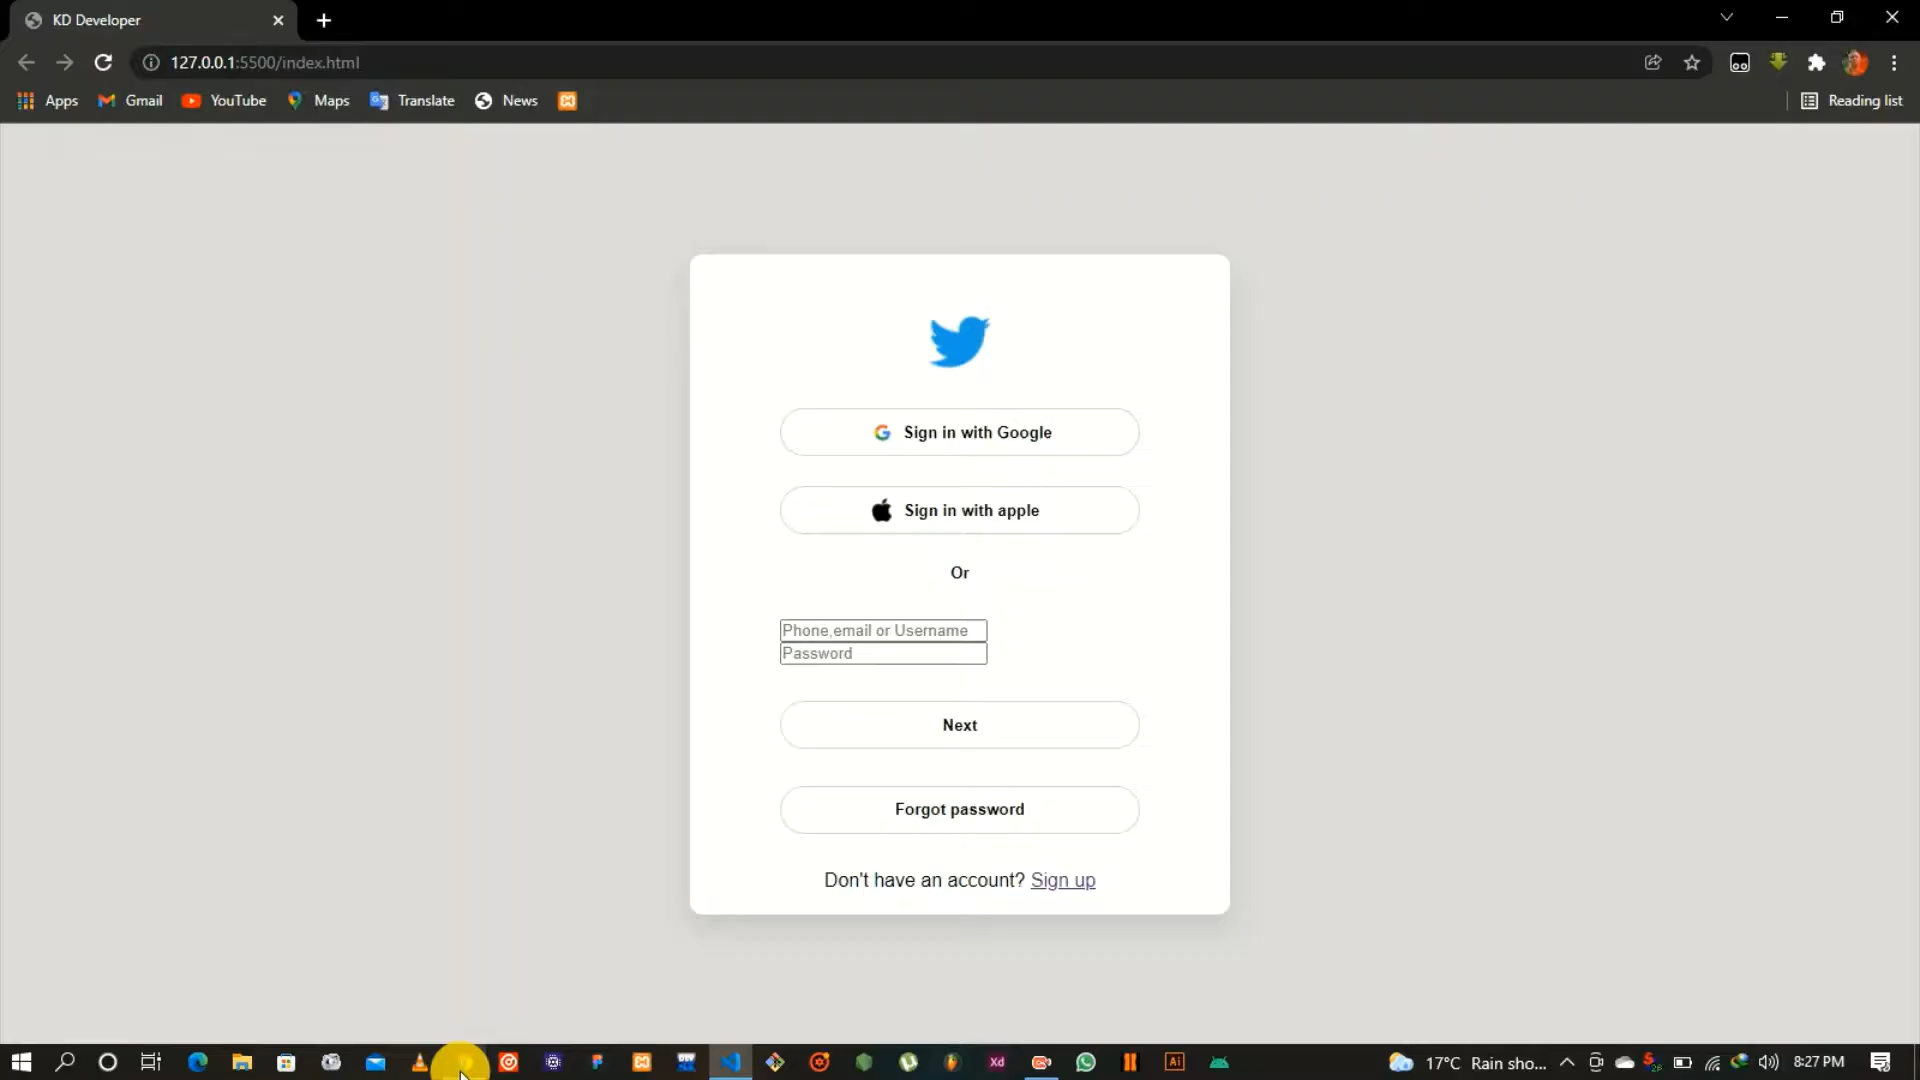 KD Developer
127.0.0.1:5500/index.html
Apps Gmail YouTube Maps Translate News Reading list
Sign in with Google
Sign in with apple
Or
Phone,email or Username
Password
Next
Forgot password
Don't have an account? Sign up
Xd Ai 17°C Rain sho... 8:27 PM